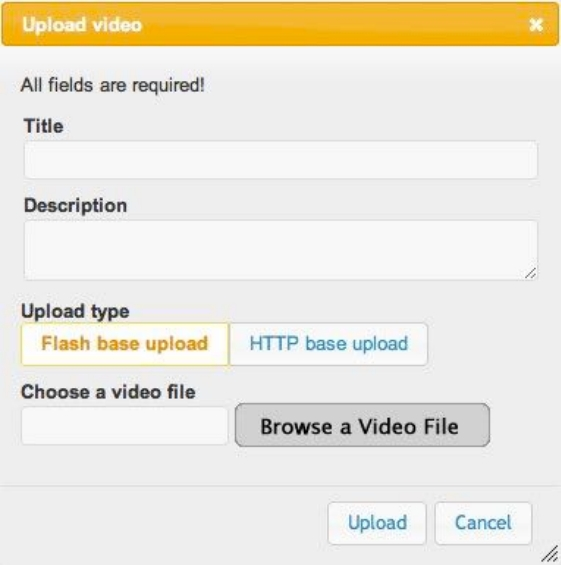 Upload video
All fields are required!
Title
Description
Upload type
Flash base upload HTTP base upload
Choose a video file
Browse a Video File
Upload Cancel